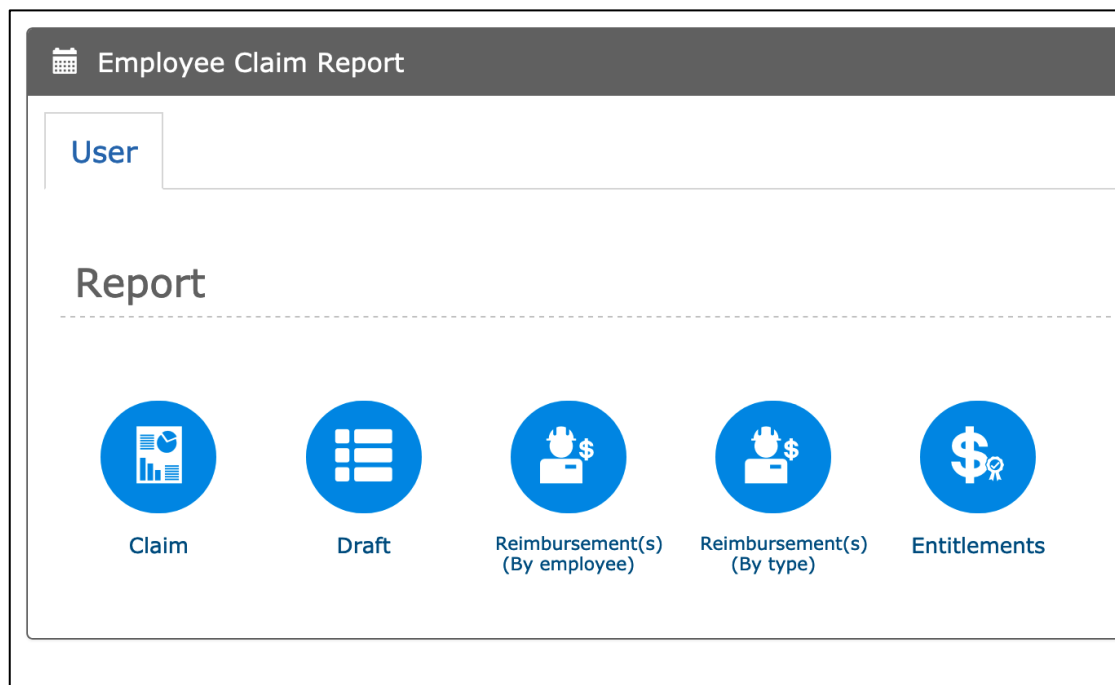 Employee Claim Report
User
Report
Claim
Draft
Reimbursement(s)
(By employee)
Reimbursement(s)
(By type)
Entitlements